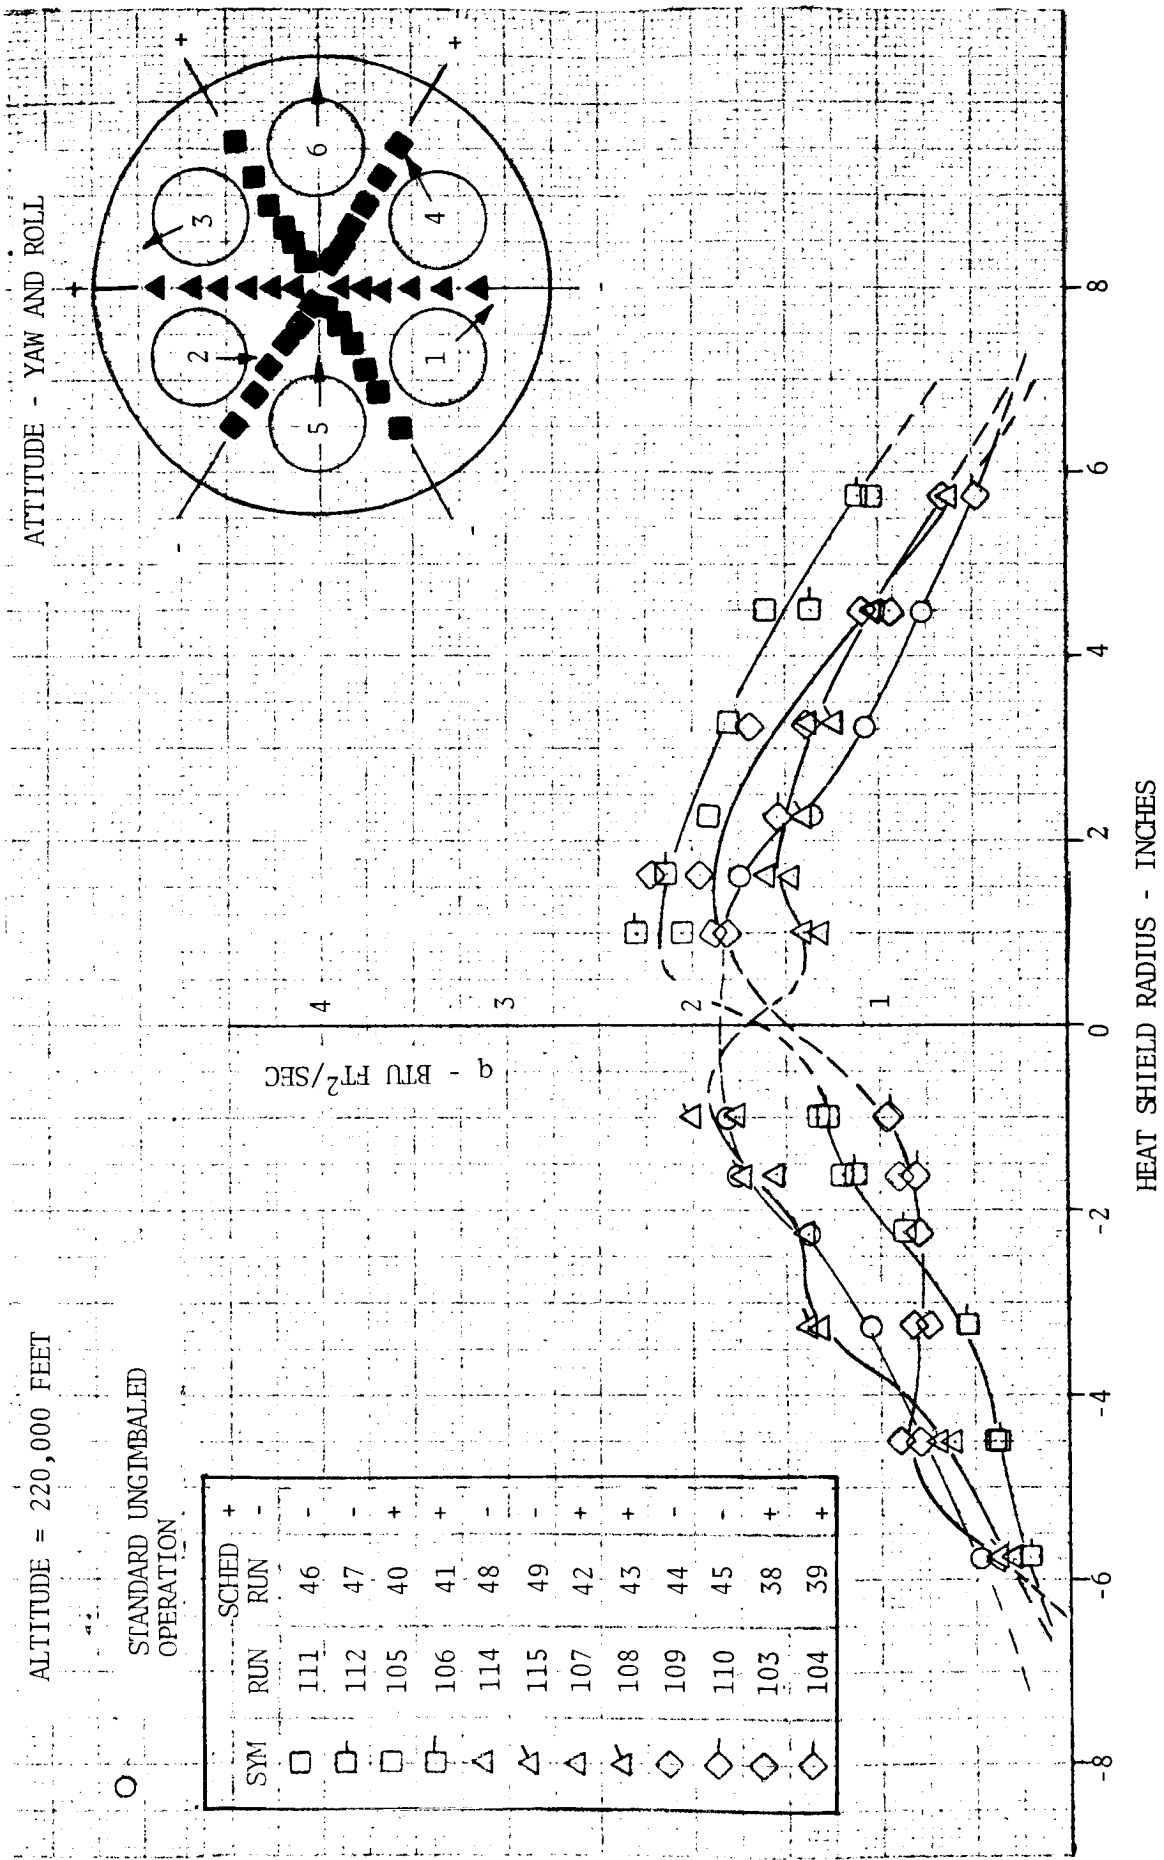 ALTITUDE = 220,000 FEET
ATTITUDE - YAW AND ROLL
STANDARD UNGIMBALED
OPERATION
SCHED +
SYM RUN RUN -
111 46 -
112 47 -
105 40 +
106 41 +
114 48 -
115 49 -
107 42 +
108 43 +
109 44 -
110 45 -
103 38 +
104 39 +
+ + +
3 6
2 4
5 1
- - -
q - BTU FT2/SEC
4
3
2
1
-8 -6 -4 -2 0 2 4 6 8
HEAT SHIELD RADIUS - INCHES